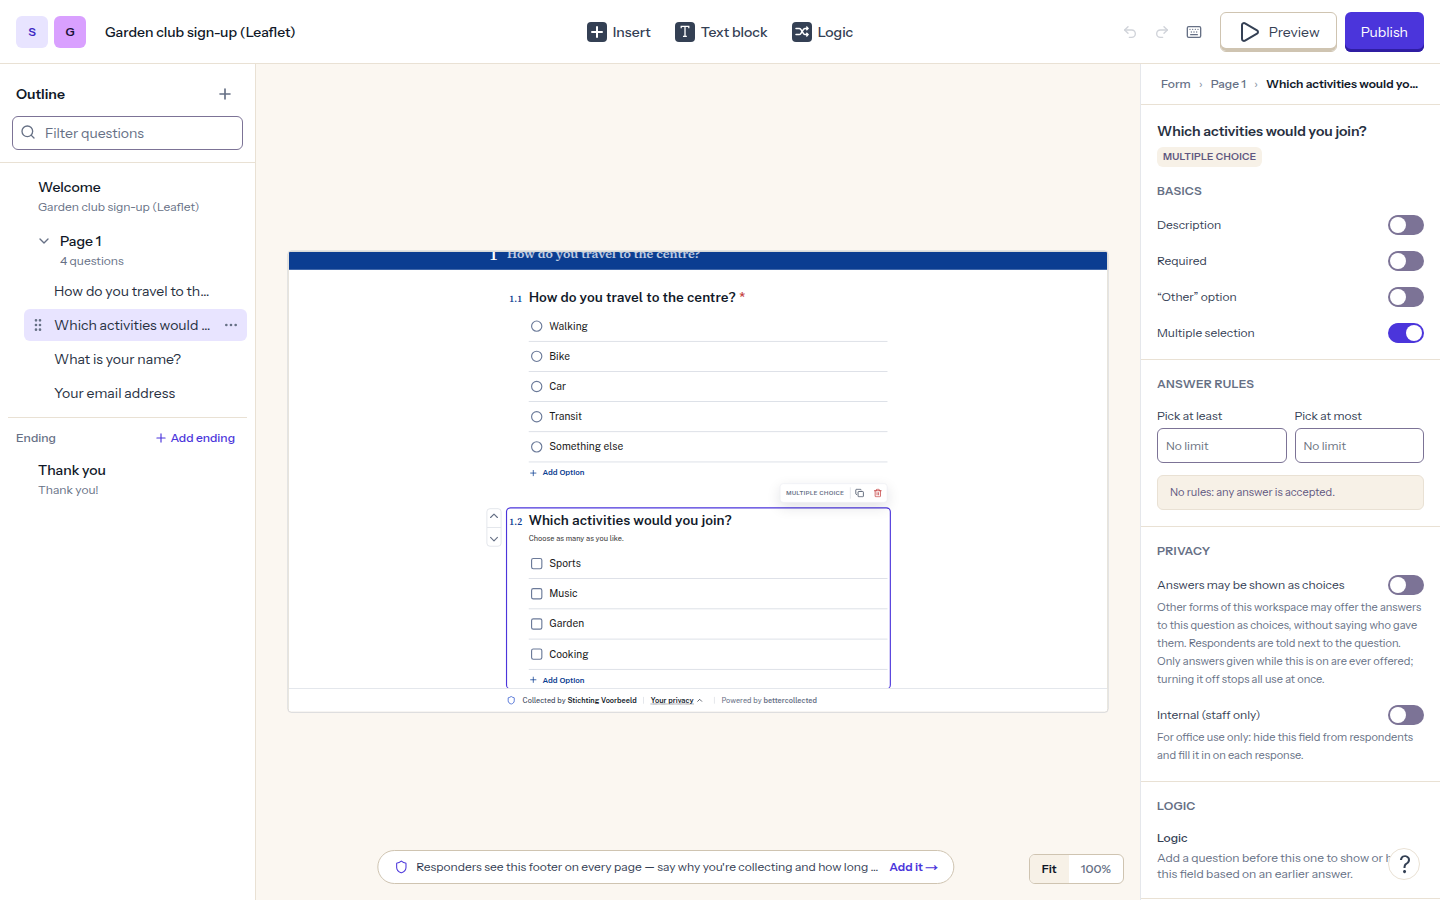 S
G
Garden club sign-up (Leaflet)
Insert
Text block
Logic
Preview
Publish
Outline
Filter questions
Welcome
Garden club sign-up (Leaflet)
Page 1
4 questions
How do you travel to th...
Which activities would ...
What is your name?
Your email address
Ending
Add ending
Thank you
Thank you!
1 How do you travel to the centre?
1.1 How do you travel to the centre? *
Walking
Bike
Car
Transit
Something else
Add Option
MULTIPLE CHOICE
1.2 Which activities would you join?
Choose as many as you like.
Sports
Music
Garden
Cooking
Add Option
Collected by Stichting Voorbeeld
Your privacy
Powered by bettercollected
Responders see this footer on every page — say why you're collecting and how long ...
Add it →
Fit
100%
Form › Page 1 › Which activities would yo...
Which activities would you join?
MULTIPLE CHOICE
BASICS
Description
Required
“Other” option
Multiple selection
ANSWER RULES
Pick at least
Pick at most
No limit
No limit
No rules: any answer is accepted.
PRIVACY
Answers may be shown as choices
Other forms of this workspace may offer the answers
to this question as choices, without saying who gave
them. Respondents are told next to the question.
Only answers given while this is on are ever offered;
turning it off stops all use at once.
Internal (staff only)
For office use only: hide this field from respondents
and fill it in on each response.
LOGIC
Logic
Add a question before this one to show or
this field based on an earlier answer.
?